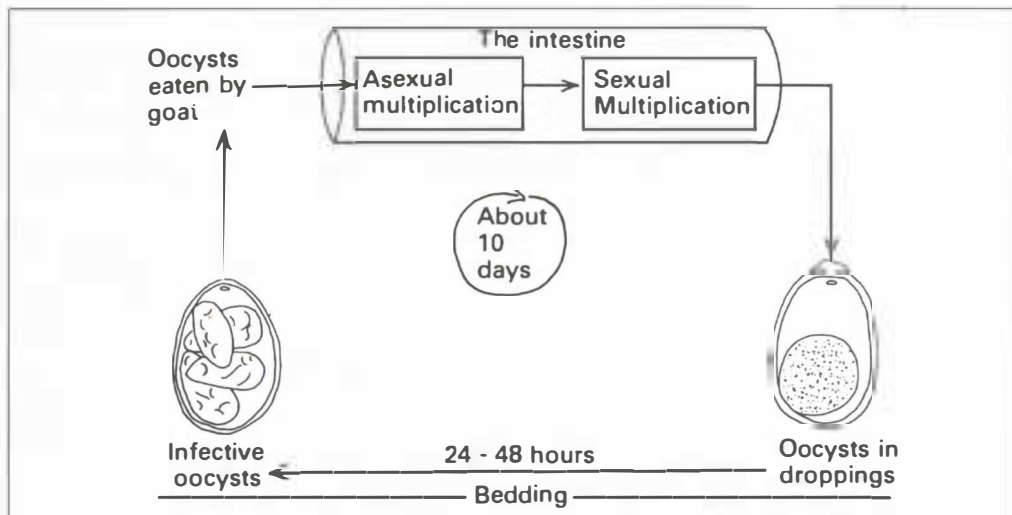 The intestine
Oocysts
eaten by
goat
Asexual
multiplication
Sexual
Multiplication
About
10
days
Infective
oocysts
24 - 48 hours
Oocysts in
droppings
Bedding